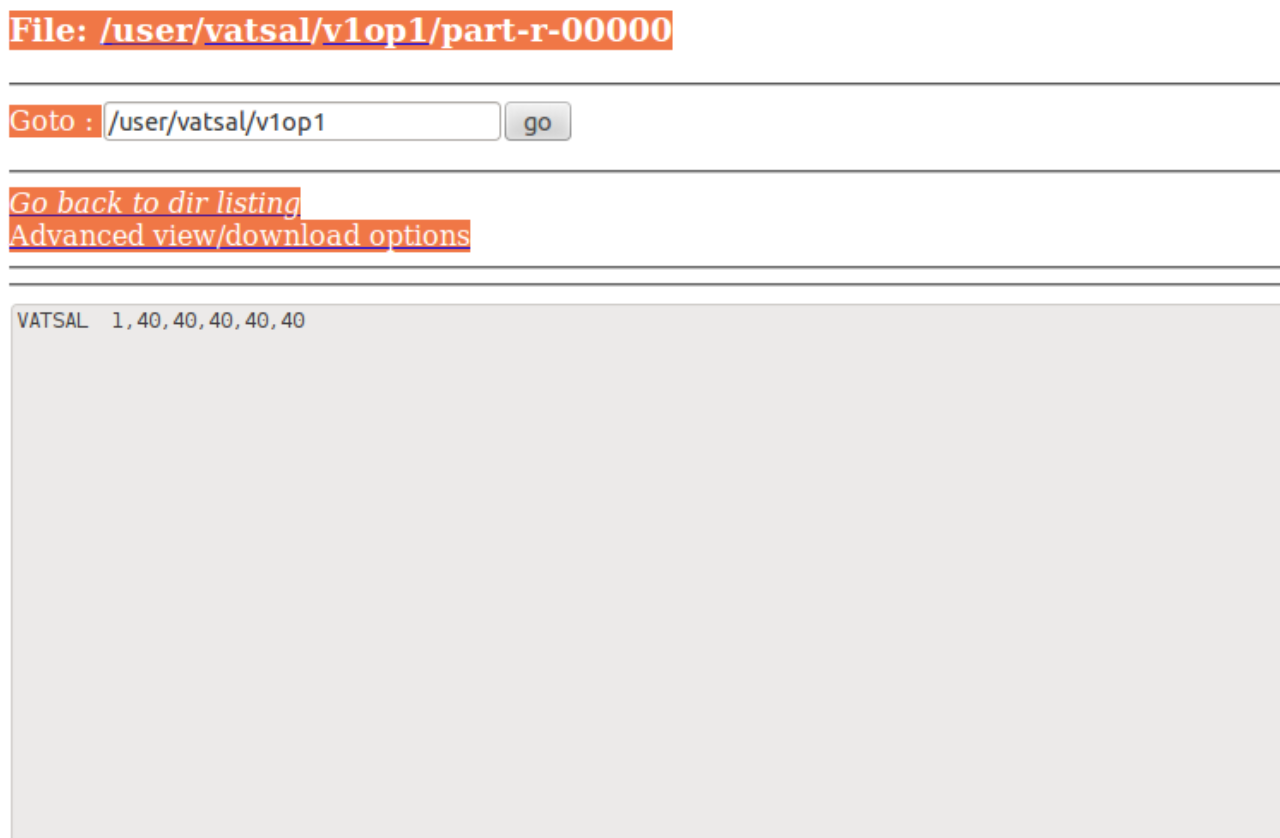 File: /user/vatsal/v1op1/part-r-00000
Goto : /user/vatsal/v1op1 go
Go back to dir listing
Advanced view/download options
VATSAL  1,40,40,40,40,40